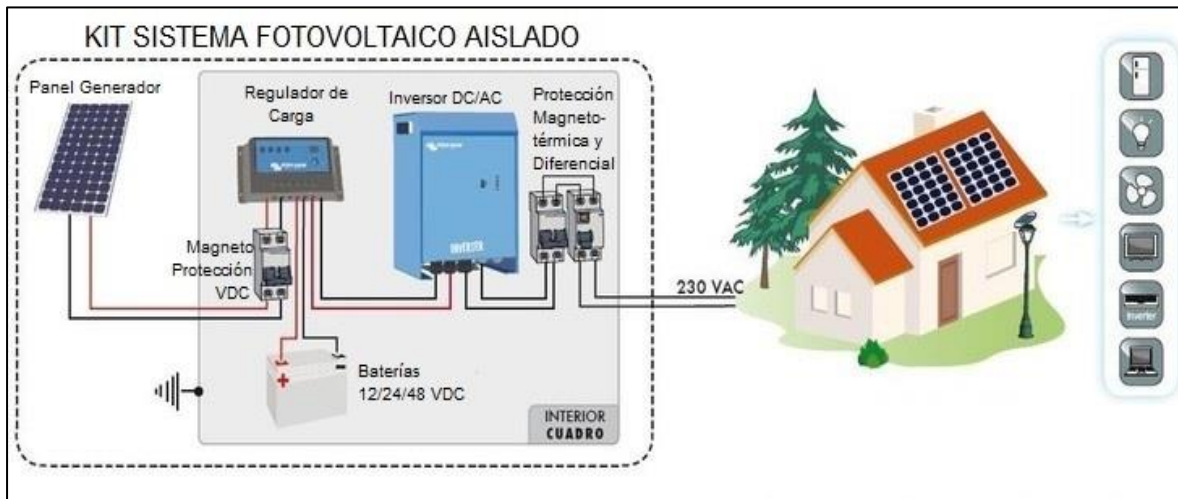 KIT SISTEMA FOTOVOLTAICO AISLADO
Panel Generador
Regulador de
Carga
Inversor DC/AC
Protección
Magneto-
térmica y
Diferencial
Magneto
Protección
VDC
INVERTER
230 VAC
Baterías
12/24/48 VDC
INTERIOR
CUADRO
Inverter